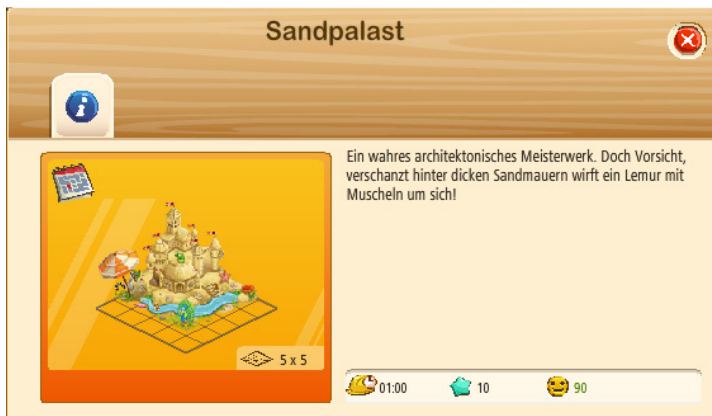 Sandpalast
Ein wahres architektonisches Meisterwerk. Doch Vorsicht,
verschanzt hinter dicken Sandmauern wirft ein Lemur mit
Muscheln um sich!
5 x 5
01:00 10 90